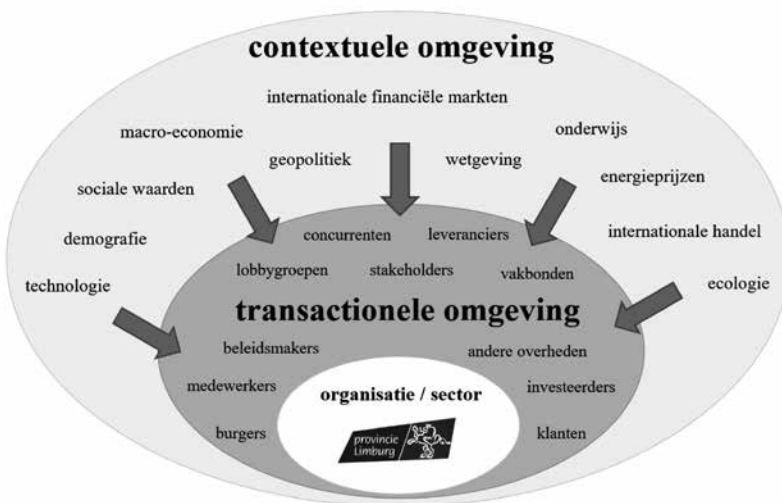 contextuele omgeving
internationale financiële markten
macro-economie
onderwijs
geopolitiek
wetgeving
energieprijzen
sociale waarden
internationale handel
demografie
concurrenten
leveranciers
technologie
lobbygroepen
stakeholders
vakbonden
ecologie
transactionele omgeving
beleidsmakers
andere overheden
medewerkers
organisatie / sector
investeerders
burgers
provincie
Limburg
klanten